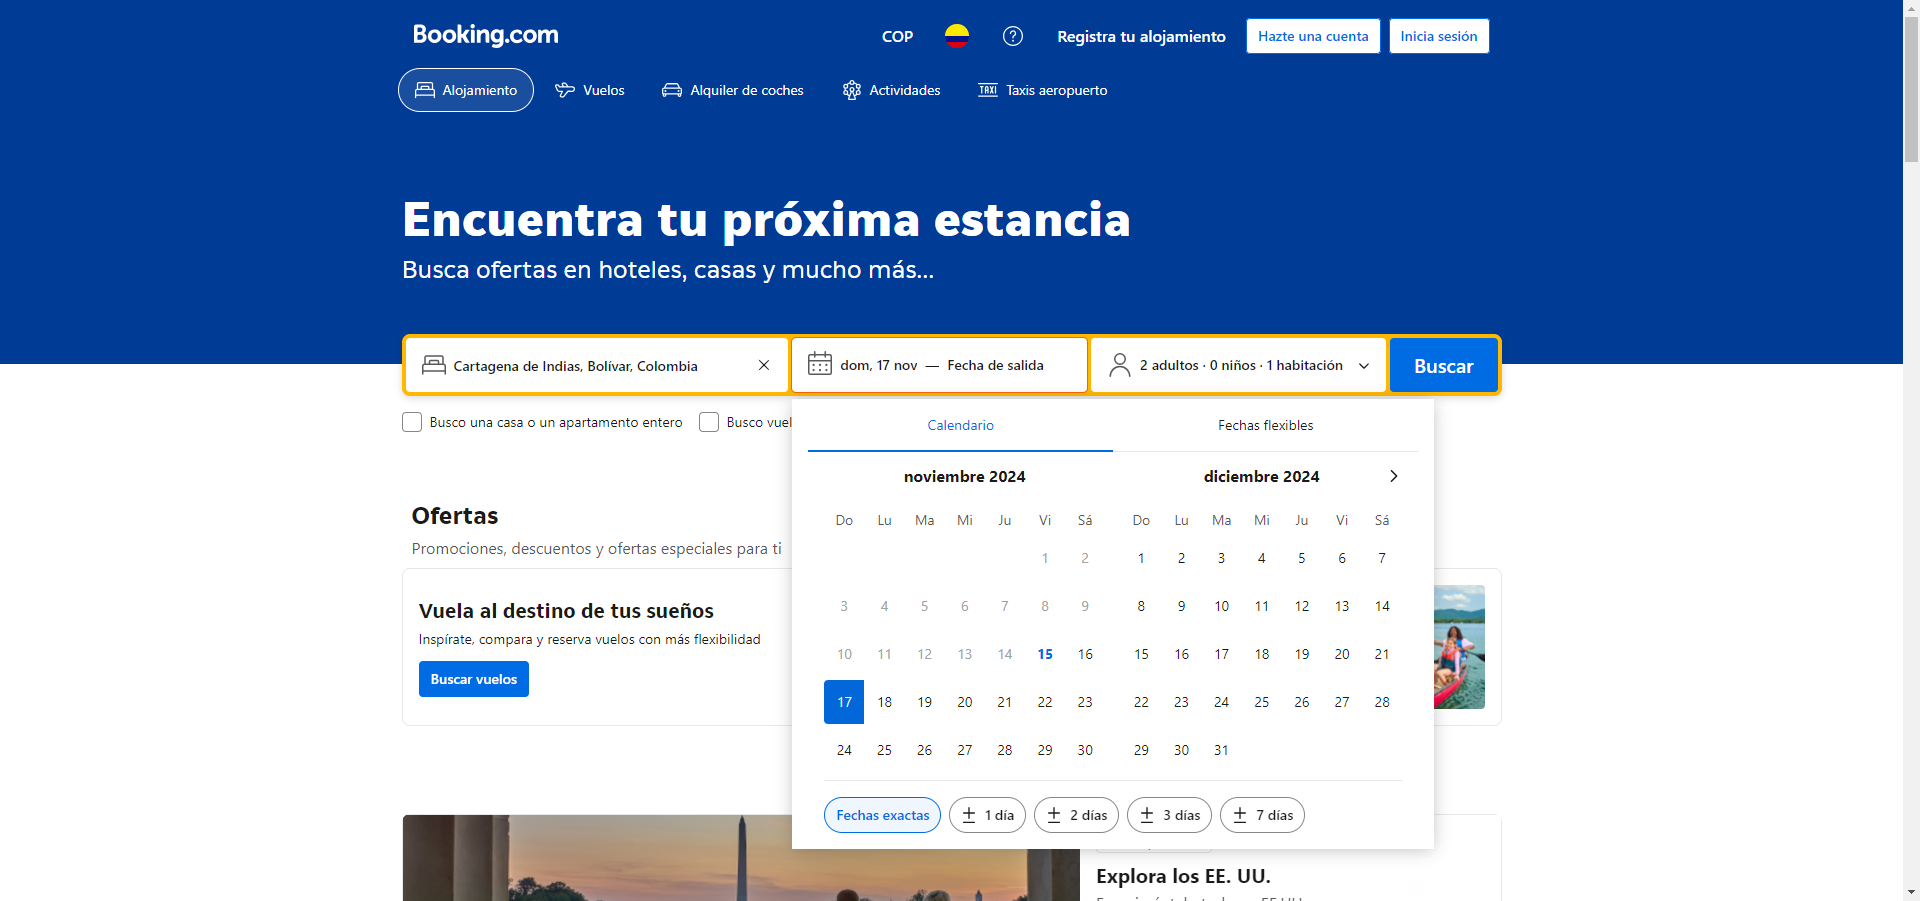 Booking.com
COP
Registra tu alojamiento
Hazte una cuenta
Inicia sesión
Alojamiento
Vuelos
Alquiler de coches
Actividades
TAXI
Taxis aeropuerto
Encuentra tu próxima estancia
Busca ofertas en hoteles, casas y mucho más...
Cartagena de Indias, Bolívar, Colombia
dom, 17 nov — Fecha de salida
2 adultos · 0 niños · 1 habitación
Buscar
Busco una casa o un apartamento entero
Busco vuel
Calendario
Fechas flexibles
noviembre 2024
Do Lu Ma Mi Ju Vi Sá
1 2
3 4 5 6 7 8 9
10 11 12 13 14 15 16
17 18 19 20 21 22 23
24 25 26 27 28 29 30
diciembre 2024
Do Lu Ma Mi Ju Vi Sá
1 2 3 4 5 6 7
8 9 10 11 12 13 14
15 16 17 18 19 20 21
22 23 24 25 26 27 28
29 30 31
Fechas exactas
± 1 día
± 2 días
± 3 días
± 7 días
Ofertas
Promociones, descuentos y ofertas especiales para ti
Vuela al destino de tus sueños
Inspírate, compara y reserva vuelos con más flexibilidad
Buscar vuelos
Explora los EE. UU.